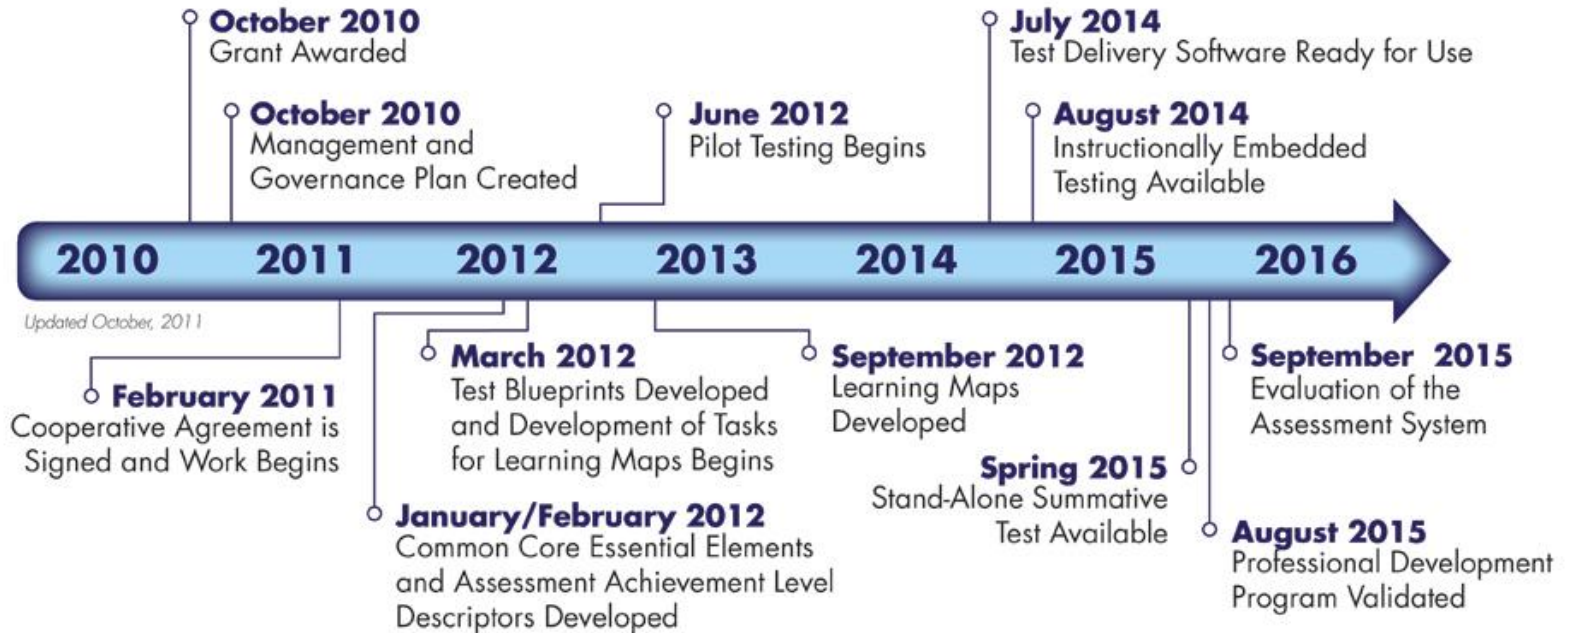 October 2010
Grant Awarded
October 2010
Management and
Governance Plan Created
June 2012
Pilot Testing Begins
July 2014
Test Delivery Software Ready for Use
August 2014
Instructionally Embedded
Testing Available
2010 2011 2012 2013 2014 2015 2016
Updated October, 2011
February 2011
Cooperative Agreement is
Signed and Work Begins
January/February 2012
Common Core Essential Elements
and Assessment Achievement Level
Descriptors Developed
March 2012
Test Blueprints Developed
and Development of Tasks
for Learning Maps Begins
September 2012
Learning Maps
Developed
Spring 2015
Stand-Alone Summative
Test Available
August 2015
Professional Development
Program Validated
September 2015
Evaluation of the
Assessment System